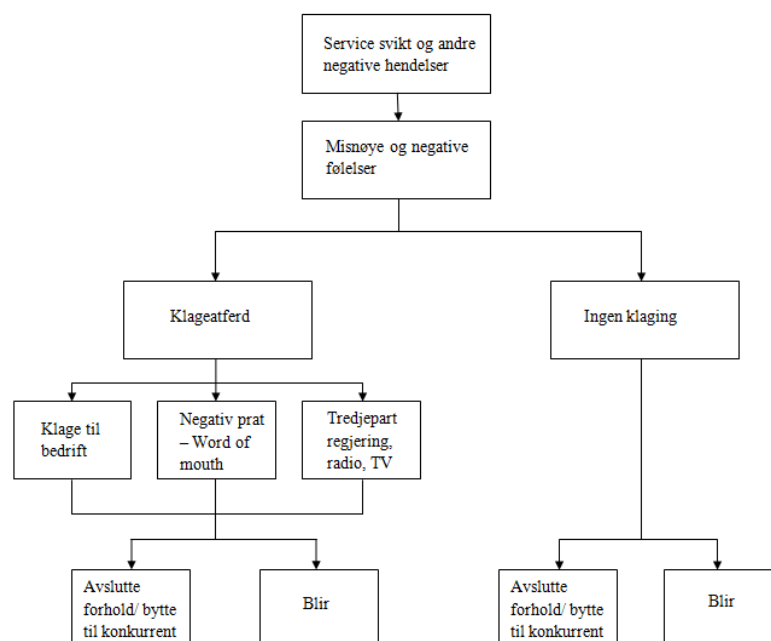 Service svikt og andre
negative hendelser
Misnøye og negative
følelser
Klageatferd
Ingen klaging
Klage til
bedrift
Negativ prat
– Word of
mouth
Tredjepart
regjering,
radio, TV
Avslutte
forhold/ bytte
til konkurrent
Blir
Avslutte
forhold/ bytte
til konkurrent
Blir